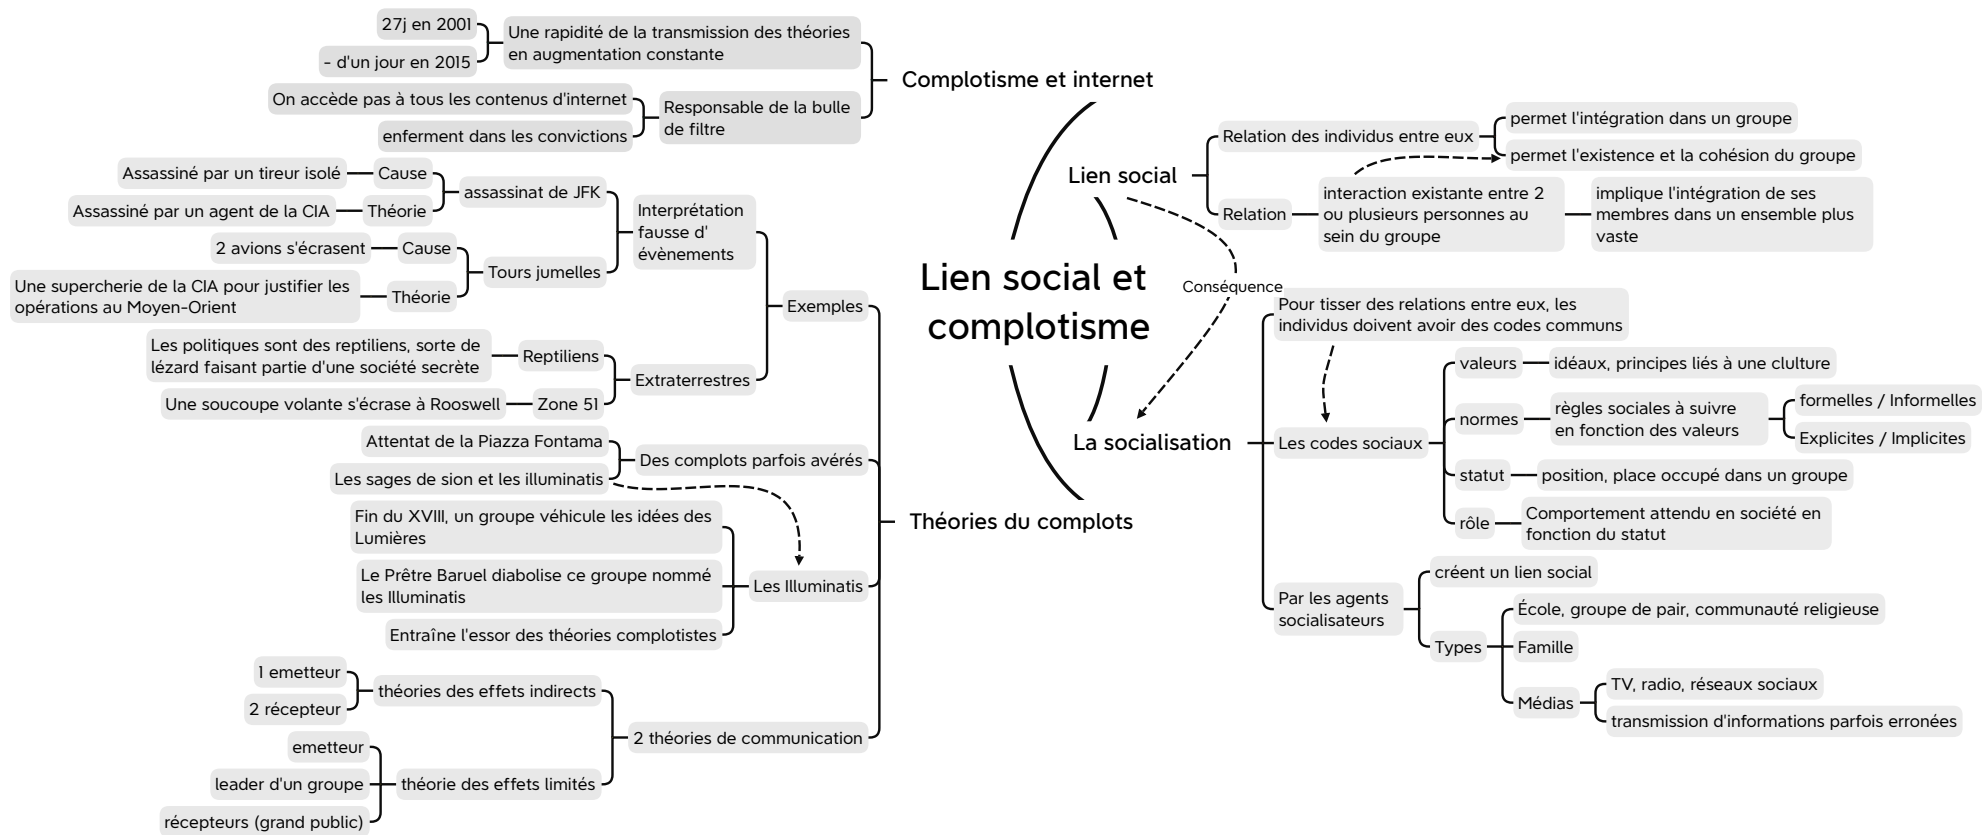 Lien social et
complotisme
Complotisme et internet
Une rapidité de la transmission des théories
en augmentation constante
27j en 2001
- d'un jour en 2015
Responsable de la bulle
de filtre
On accède pas à tous les contenus d'internet
enferment dans les convictions
Théories du complots
Exemples
Interprétation
fausse d'
évènements
assassinat de JFK
Cause
Assassiné par un tireur isolé
Théorie
Assassiné par un agent de la CIA
Tours jumelles
Cause
2 avions s'écrasent
Théorie
Une supercherie de la CIA pour justifier les
opérations au Moyen-Orient
Extraterrestres
Reptiliens
Les politiques sont des reptiliens, sorte de
lézard faisant partie d'une société secrète
Zone 51
Une soucoupe volante s'écrase à Rooswell
Des complots parfois avérés
Attentat de la Piazza Fontama
Les sages de sion et les illuminatis
Les Illuminatis
Fin du XVIII, un groupe véhicule les idées des
Lumières
Le Prêtre Baruel diabolise ce groupe nommé
les Illuminatis
Entraîne l'essor des théories complotistes
2 théories de communication
théories des effets indirects
1 emetteur
2 récepteur
théorie des effets limités
emetteur
leader d'un groupe
récepteurs (grand public)
Lien social
Relation des individus entre eux
permet l'intégration dans un groupe
permet l'existence et la cohésion du groupe
Relation
interaction existante entre 2
ou plusieurs personnes au
sein du groupe
implique l'intégration de ses
membres dans un ensemble plus
vaste
Conséquence
La socialisation
Pour tisser des relations entre eux, les
individus doivent avoir des codes communs
Les codes sociaux
valeurs
idéaux, principes liés à une clulture
normes
règles sociales à suivre
en fonction des valeurs
formelles / Informelles
Explicites / Implicites
statut
position, place occupé dans un groupe
rôle
Comportement attendu en société en
fonction du statut
Par les agents
socialisateurs
créent un lien social
Types
École, groupe de pair, communauté religieuse
Famille
Médias
TV, radio, réseaux sociaux
transmission d'informations parfois erronées